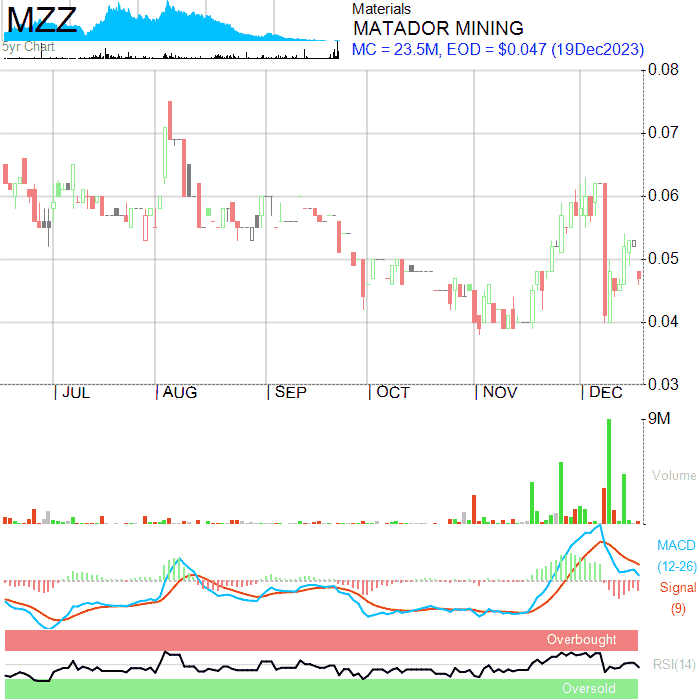 MZZ
5yr Chart
Materials
MATADOR MINING
MC = 23.5M, EOD = $0.047 (19Dec2023)
0.08
0.07
0.06
0.05
0.04
0.03
JUL AUG SEP OCT NOV DEC
9M
Volume
MACD
(12-26)
Signal
(9)
Overbought
RSI(14)
Oversold